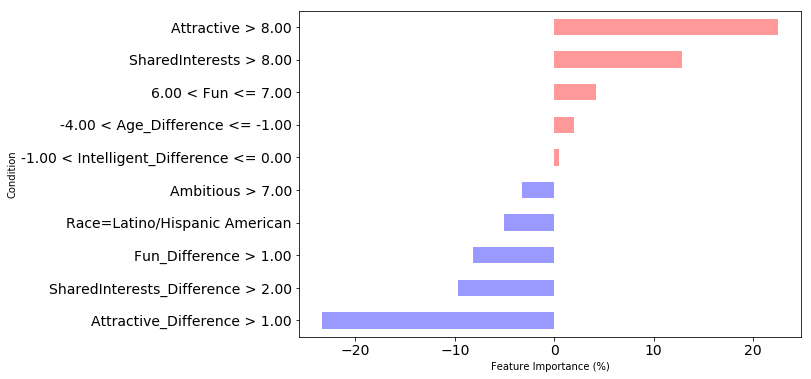 Attractive > 8.00
SharedInterests > 8.00
6.00 < Fun <= 7.00
-4.00 < Age_Difference <= -1.00
-1.00 < Intelligent_Difference <= 0.00
Ambitious > 7.00
Race=Latino/Hispanic American
Fun_Difference > 1.00
SharedInterests_Difference > 2.00
Attractive_Difference > 1.00
Condition
−20 −10 0 10 20
Feature Importance (%)